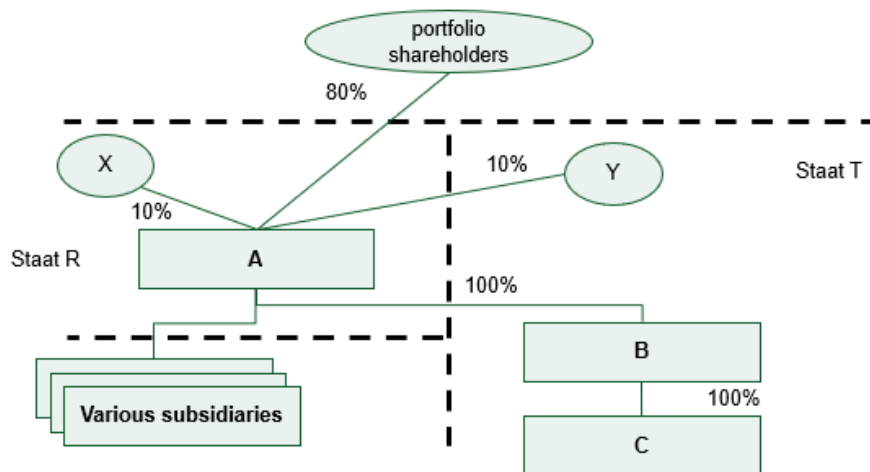 portfolio
shareholders
80%
X
10%
Y
Staat T
10%
Staat R
A
100%
B
Various subsidiaries
100%
C